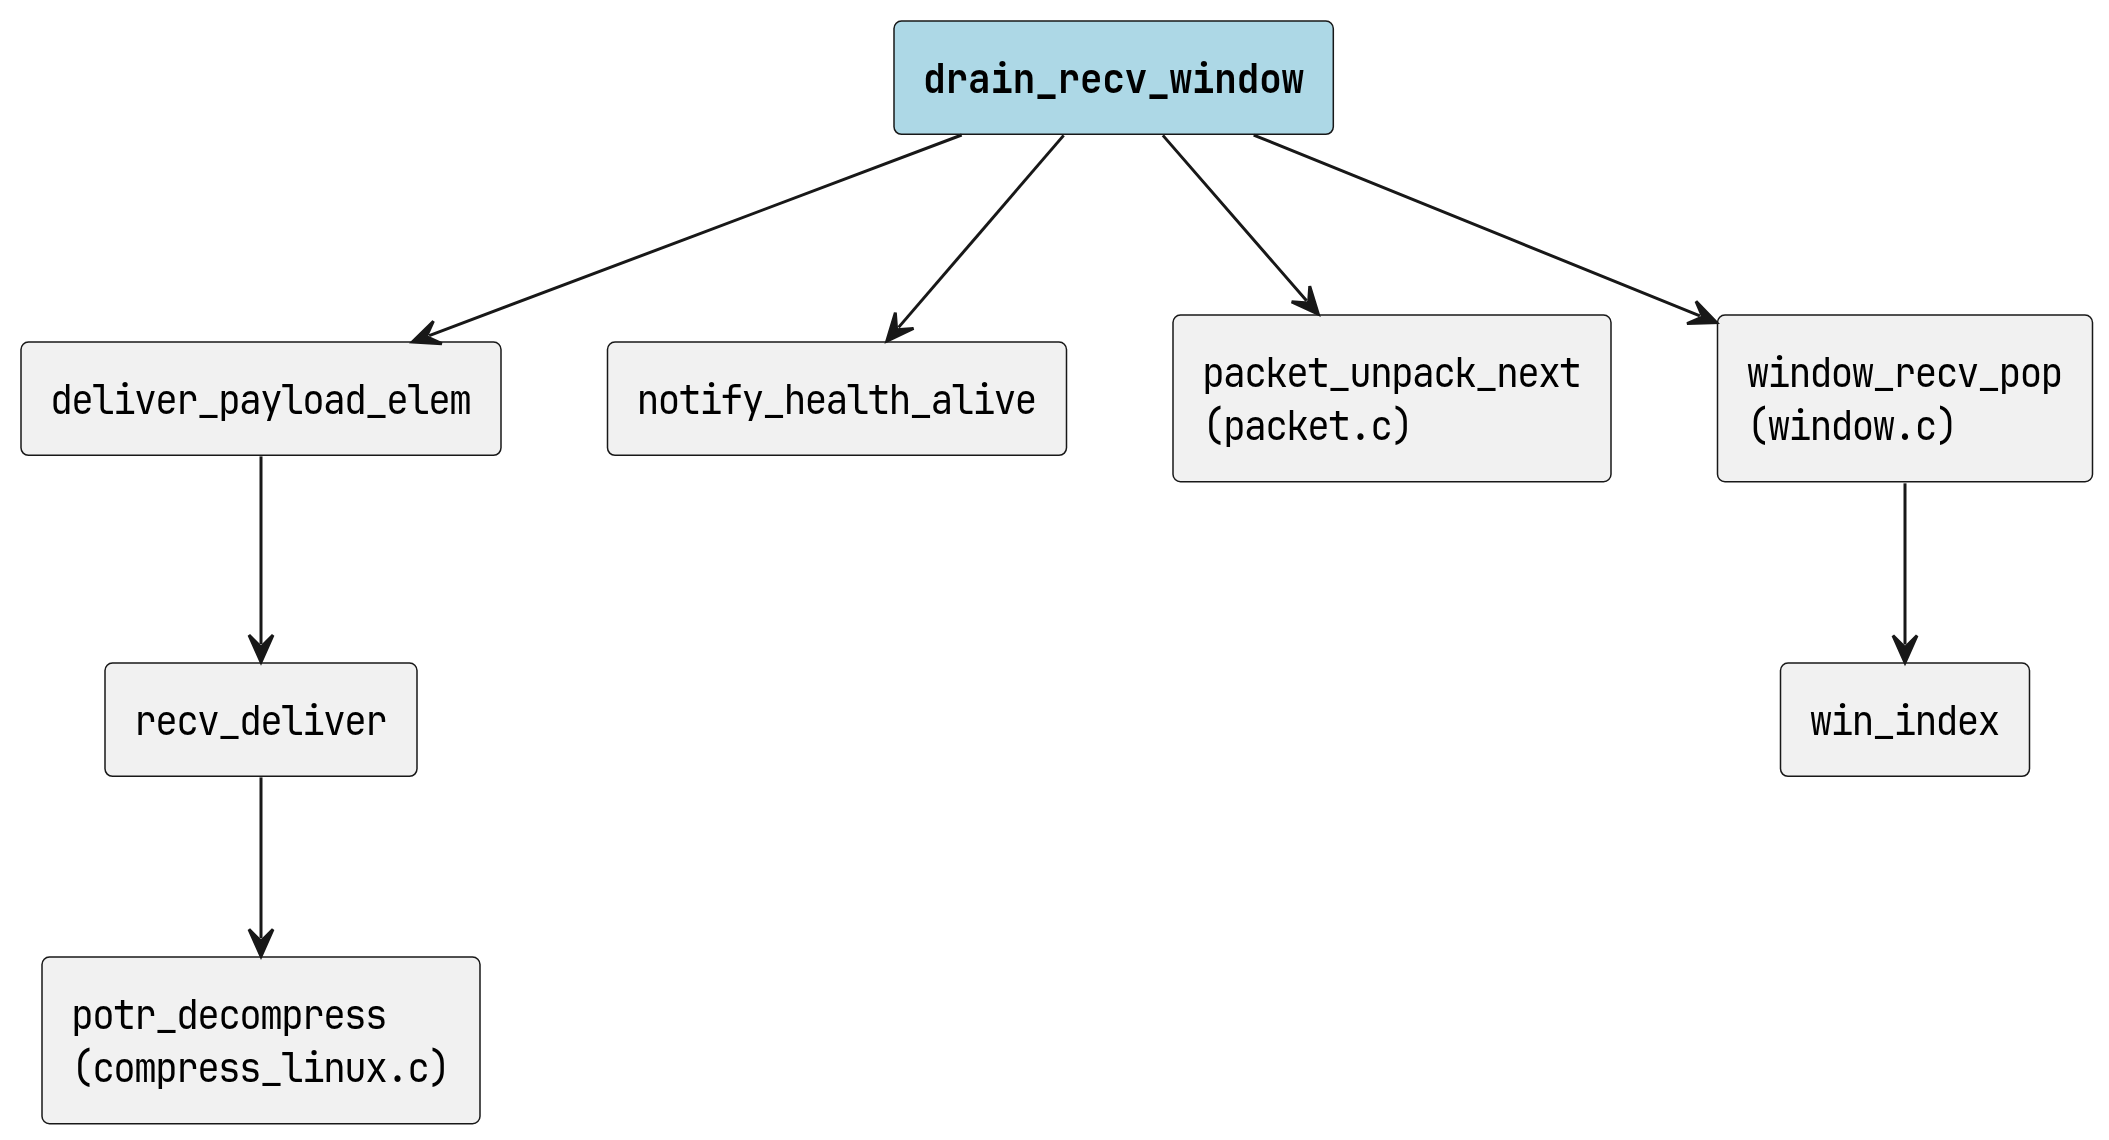 drain_recv_window
deliver_payload_elem
notify_health_alive
packet_unpack_next
(packet.c)
window_recv_pop
(window.c)
recv_deliver
win_index
potr_decompress
(compress_linux.c)